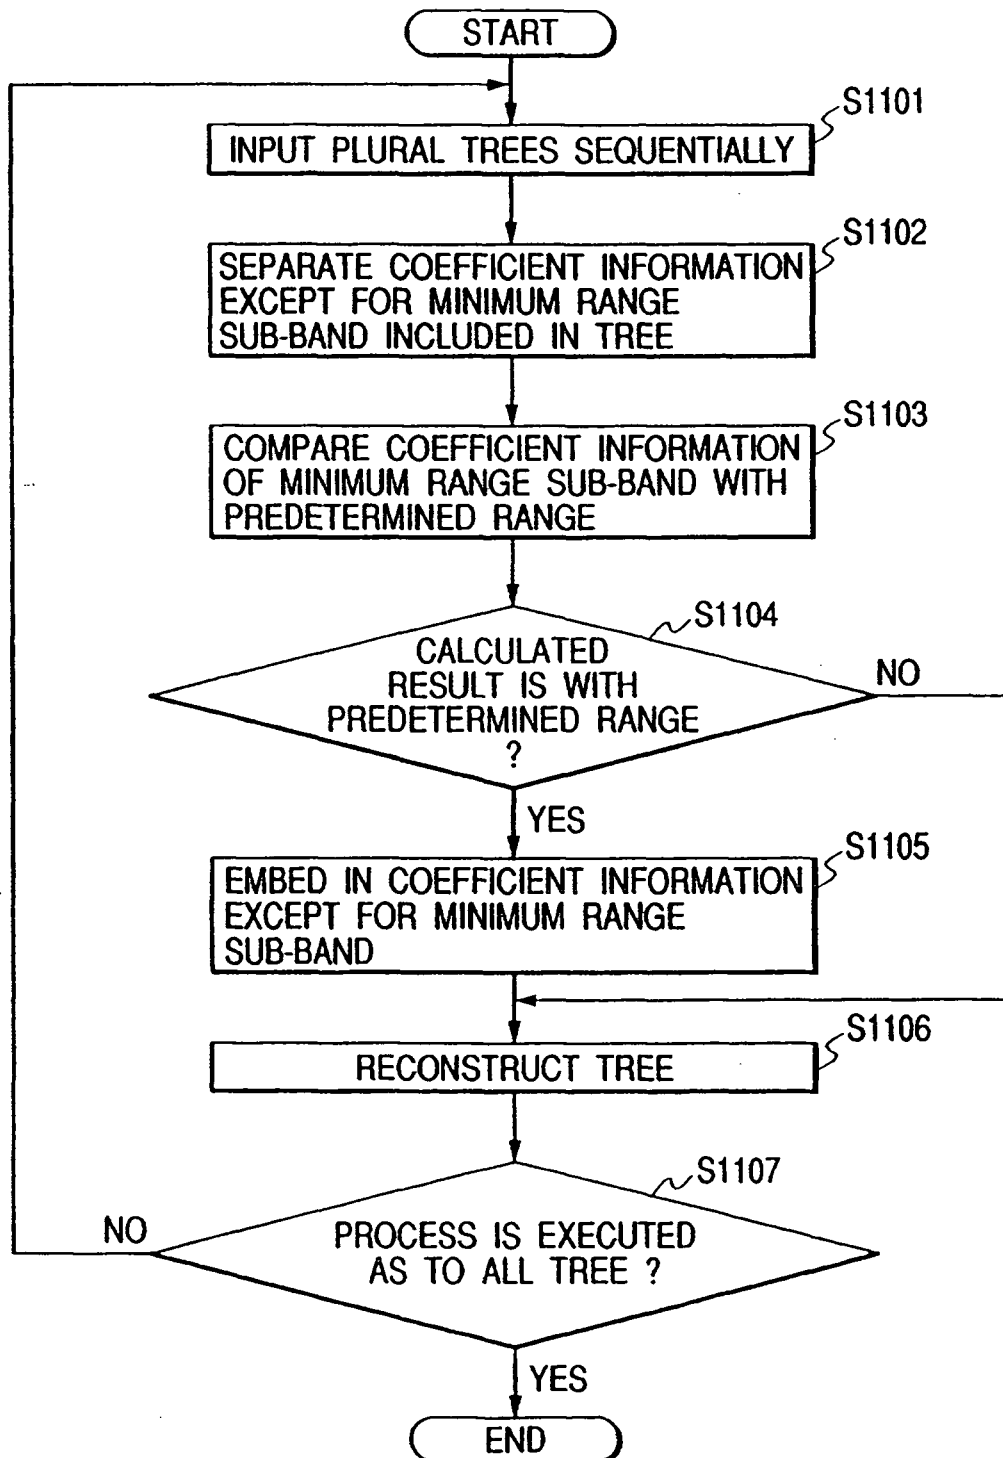 START
S1101
INPUT PLURAL TREES SEQUENTIALLY
S1102
SEPARATE COEFFICIENT INFORMATION
EXCEPT FOR MINIMUM RANGE
SUB-BAND INCLUDED IN TREE
S1103
COMPARE COEFFICIENT INFORMATION
OF MINIMUM RANGE SUB-BAND WITH
PREDETERMINED RANGE
S1104
CALCULATED
RESULT IS WITH
PREDETERMINED RANGE
?
NO
YES
S1105
EMBED IN COEFFICIENT INFORMATION
EXCEPT FOR MINIMUM RANGE
SUB-BAND
S1106
RECONSTRUCT TREE
S1107
NO
PROCESS IS EXECUTED
AS TO ALL TREE ?
YES
END